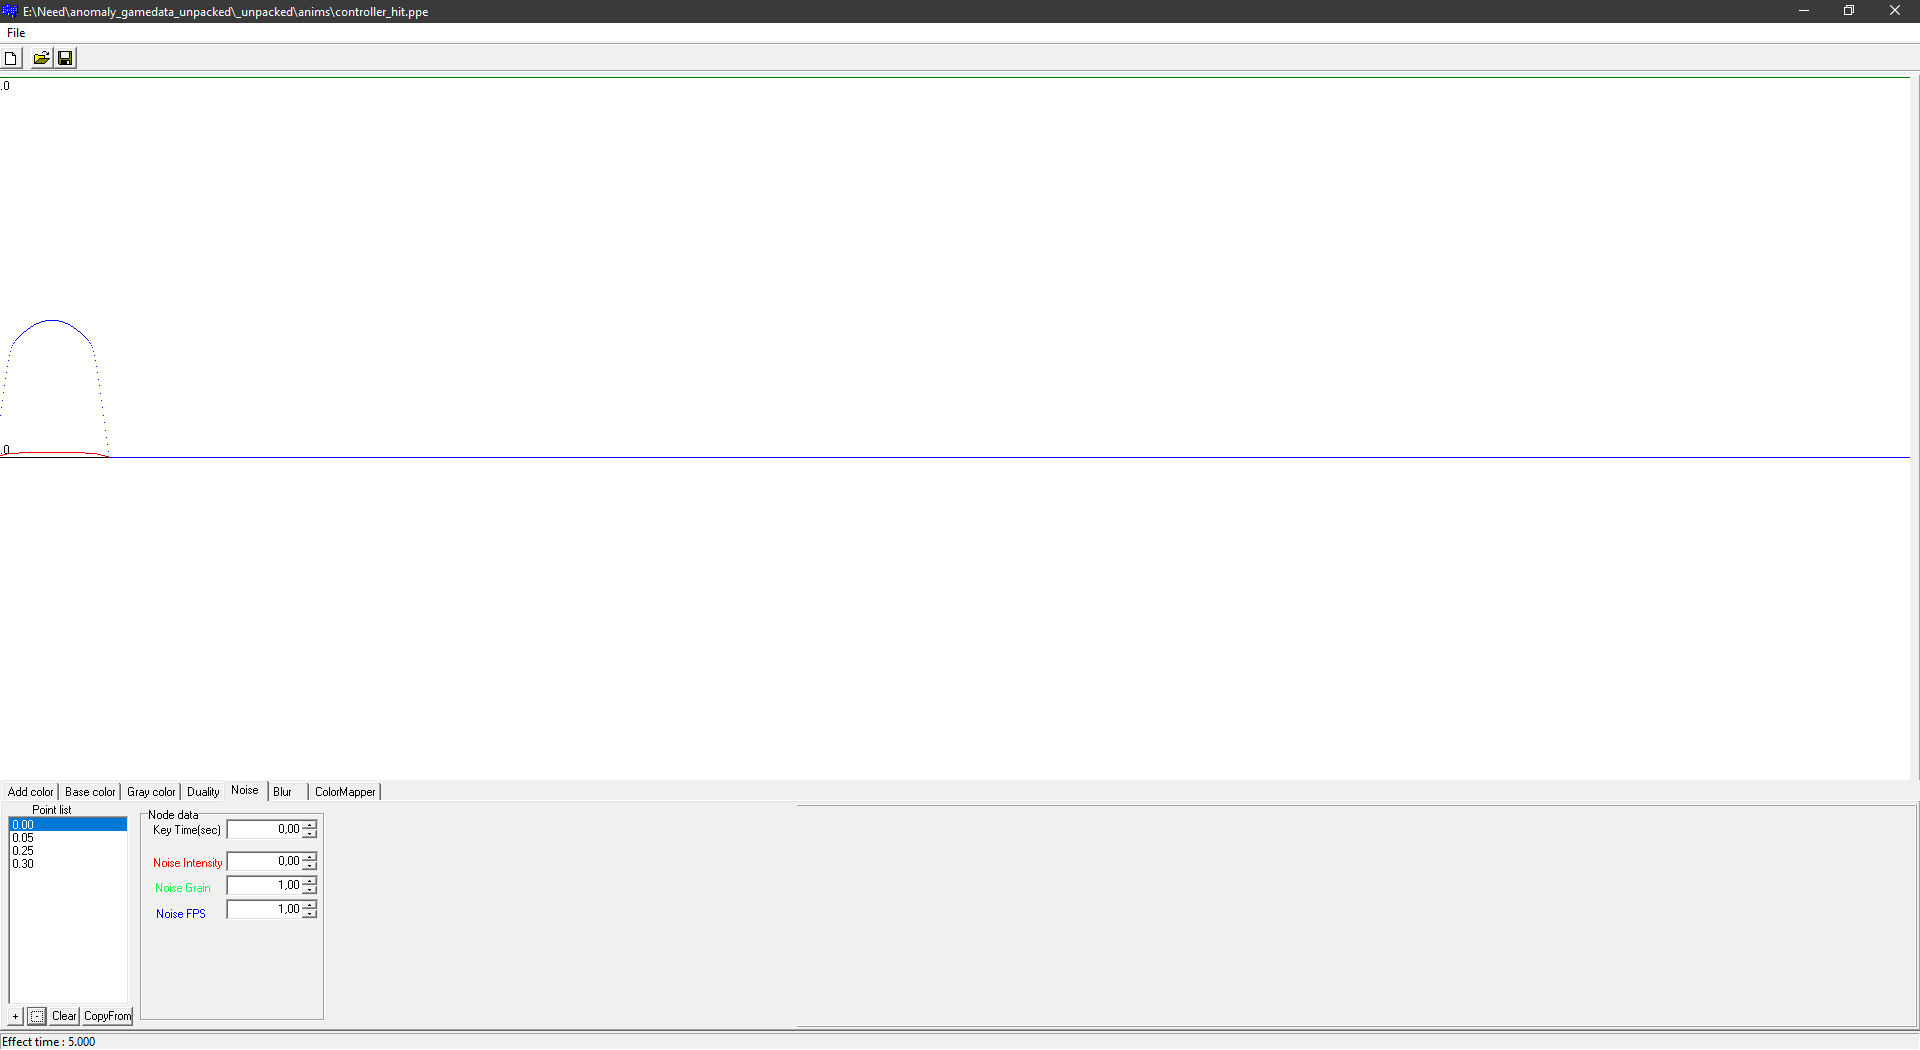 E:\Need\anomaly_gamedata_unpacked\_unpacked\anims\controller_hit.ppe
File
.0
.0
Add color Base color Gray color Duality Noise Blur ColorMapper
Point list
0.00
0.05
0.25
0.30
Node data
Key Time(sec) 0,00
Noise Intensity 0,00
Noise Grain 1,00
Noise FPS 1,00
+ - Clear CopyFrom
Effect time : 5.000